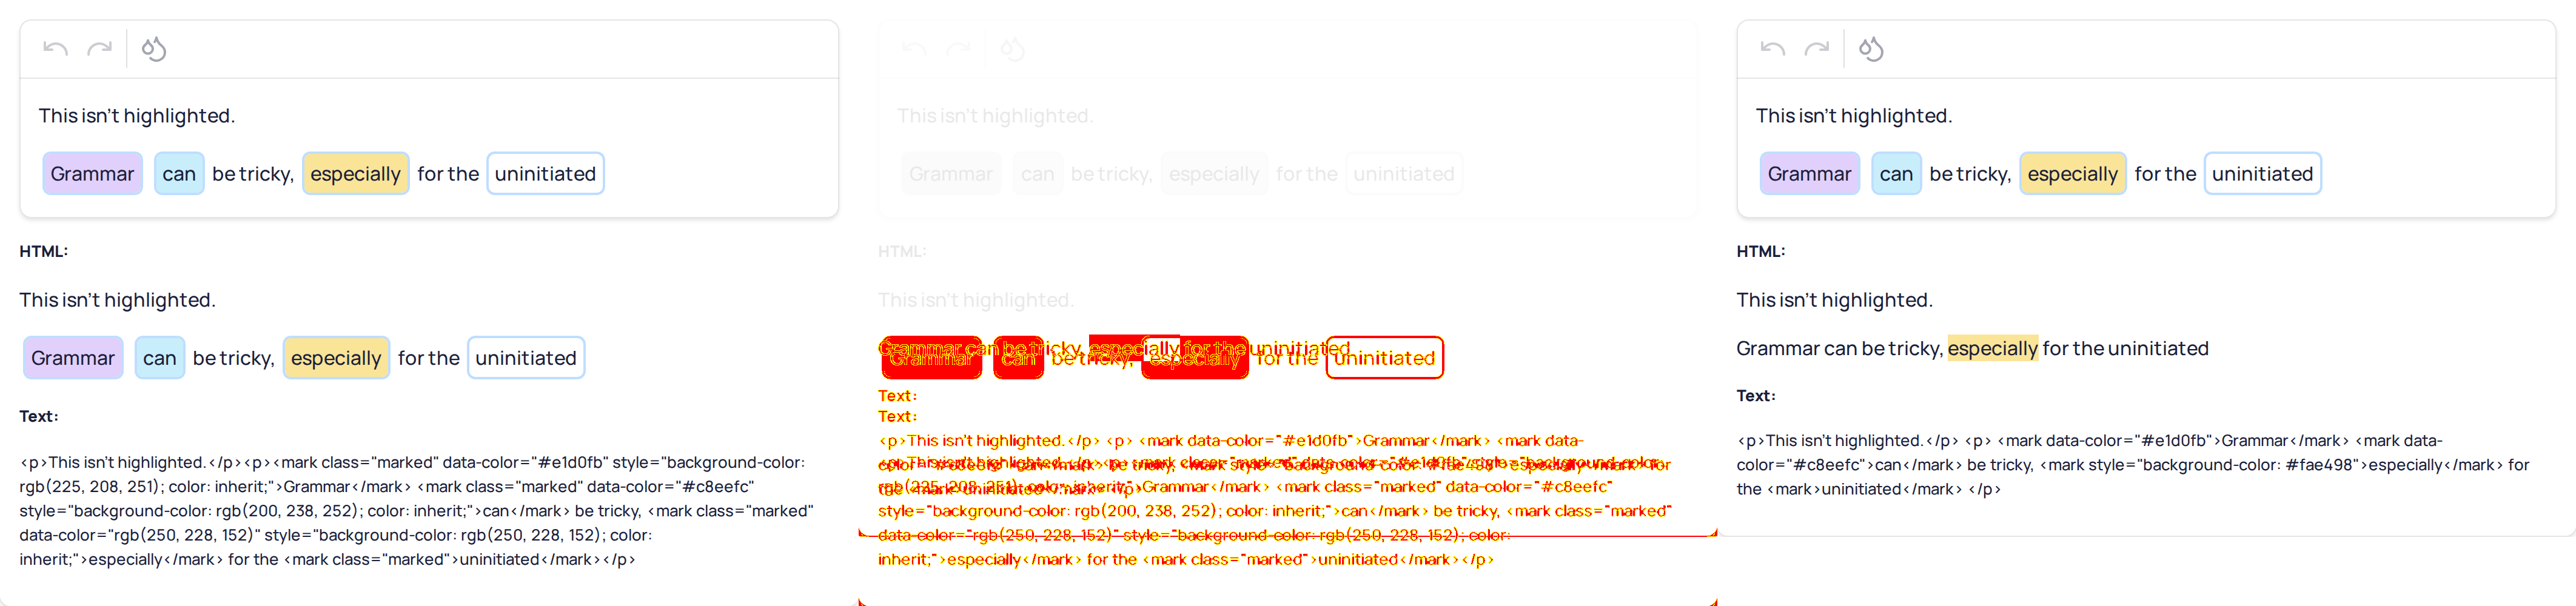 This isn't highlighted.
Grammar can be tricky, especially for the uninitiated
HTML:
This isn't highlighted.
Grammar can be tricky, especially for the uninitiated
Text:
<p>This isn't highlighted.</p><p><mark class="marked" data-color="#e1d0fb" style="background-color:
rgb(225, 208, 251); color: inherit;">Grammar</mark> <mark class="marked" data-color="#c8eefc"
style="background-color: rgb(200, 238, 252); color: inherit;">can</mark> be tricky, <mark class="marked"
data-color="rgb(250, 228, 152)" style="background-color: rgb(250, 228, 152); color:
inherit;">especially</mark> for the <mark class="marked">uninitiated</mark></p>
This isn't highlighted.
Grammar can be tricky, especially for the uninitiated
HTML:
This isn't highlighted.
Grammar can be tricky, especially for the uninitiated
Grammar can be tricky, especially for the uninitiated
Text:
Text:
<p>This isn't highlighted.</p> <p> <mark data-color="#e1d0fb">Grammar</mark> <mark data-
Grammar</mark> <mark class="marked" data-color="#c8eefc"
style="background-color: rgb(200, 238, 252); color: inherit;">can</mark> be tricky, <mark class="marked"
data-color="rgb(250, 228, 152)" style="background-color: rgb(250, 228, 152); color:
inherit;">especially</mark> for the <mark class="marked">uninitiated</mark></p>
This isn't highlighted.
Grammar can be tricky, especially for the uninitiated
HTML:
This isn't highlighted.
Grammar can be tricky, especially for the uninitiated
Text:
<p>This isn't highlighted.</p> <p> <mark data-color="#e1d0fb">Grammar</mark> <mark data-
color="#c8eefc">can</mark> be tricky, <mark style="background-color: #fae498">especially</mark> for
the <mark>uninitiated</mark> </p>